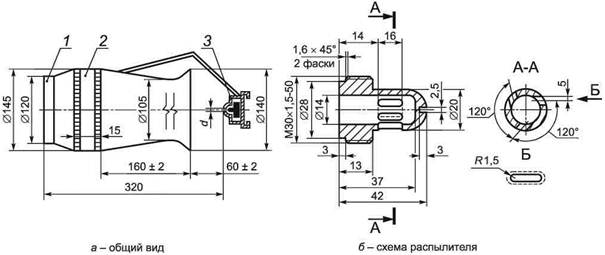 1
2
3
Ø145
Ø120
Ø105
15
d
Ø140
160 ± 2
60 ± 2
320
а – общий вид
А
14
16
1,6 × 45°
2 фаски
М30×1,5-50
Ø28
Ø14
2,5
Ø20
3
3
13
37
42
А
б – схема распылителя
А-А
5
Б
120°
120°
Б
R1,5